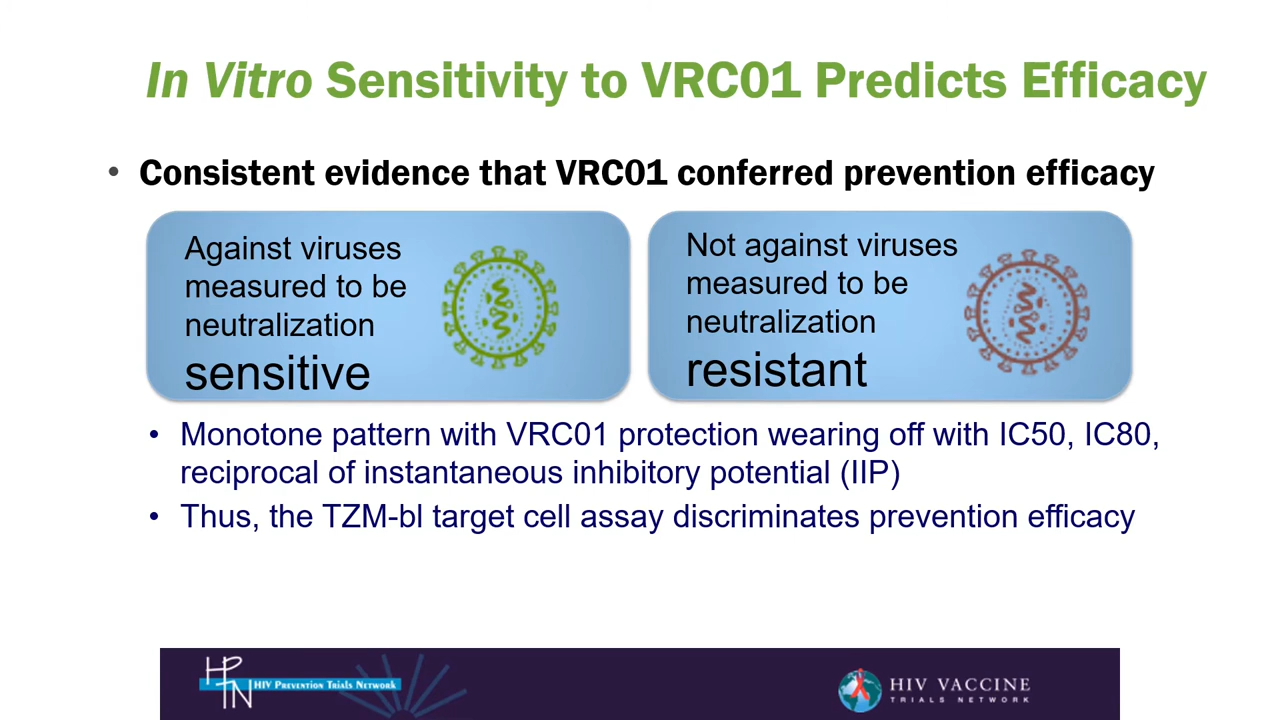 In Vitro Sensitivity to VRC01 Predicts Efficacy
• Consistent evidence that VRC01 conferred prevention efficacy
Against viruses
measured to be
neutralization
sensitive
Not against viruses
measured to be
neutralization
resistant
• Monotone pattern with VRC01 protection wearing off with IC50, IC80,
reciprocal of instantaneous inhibitory potential (IIP)
• Thus, the TZM-bl target cell assay discriminates prevention efficacy
HPTN
HIV PREVENTION TRIALS NETWORK
HIV VACCINE
TRIALS NETWORK